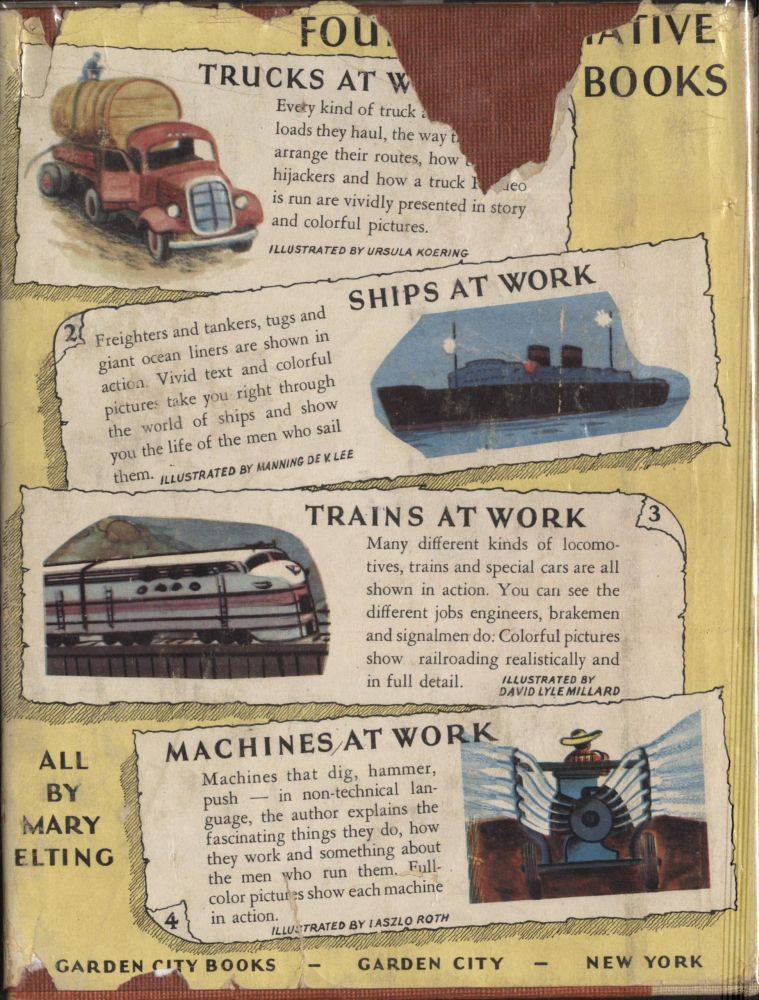 FOU ATIVE
BOOKS
TRUCKS AT W
Every kind of truck
loads they haul, the way t
arrange their routes, how
hijackers and how a truck R deo
is run are vividly presented in story
and colorful pictures.
ILLUSTRATED BY URSULA KOERING
SHIPS AT WORK
2
Freighters and tankers, tugs and
giant ocean liners are shown in
action. Vivid text and colorful
pictures take you right through
the world of ships and show
you the life of the men who sail
them. ILLUSTRATED BY MANNING DE V. LEE
TRAINS AT WORK
3
Many different kinds of locomo-
tives, trains and special cars are all
shown in action. You can see the
different jobs engineers, brakemen
and signalmen do. Colorful pictures
show railroading realistically and
in full detail. ILLUSTRATED BY
DAVID LYLE MILLARD
MACHINES AT WORK
Machines that dig, hammer,
push — in non-technical lan-
guage, the author explains the
fascinating things they do, how
they work and something about
the men who run them. Full-
color pictures show each machine
in action.
ILLUSTRATED BY LASZLO ROTH
4
ALL
BY
MARY
ELTING
GARDEN CITY BOOKS – GARDEN CITY – NEW YORK